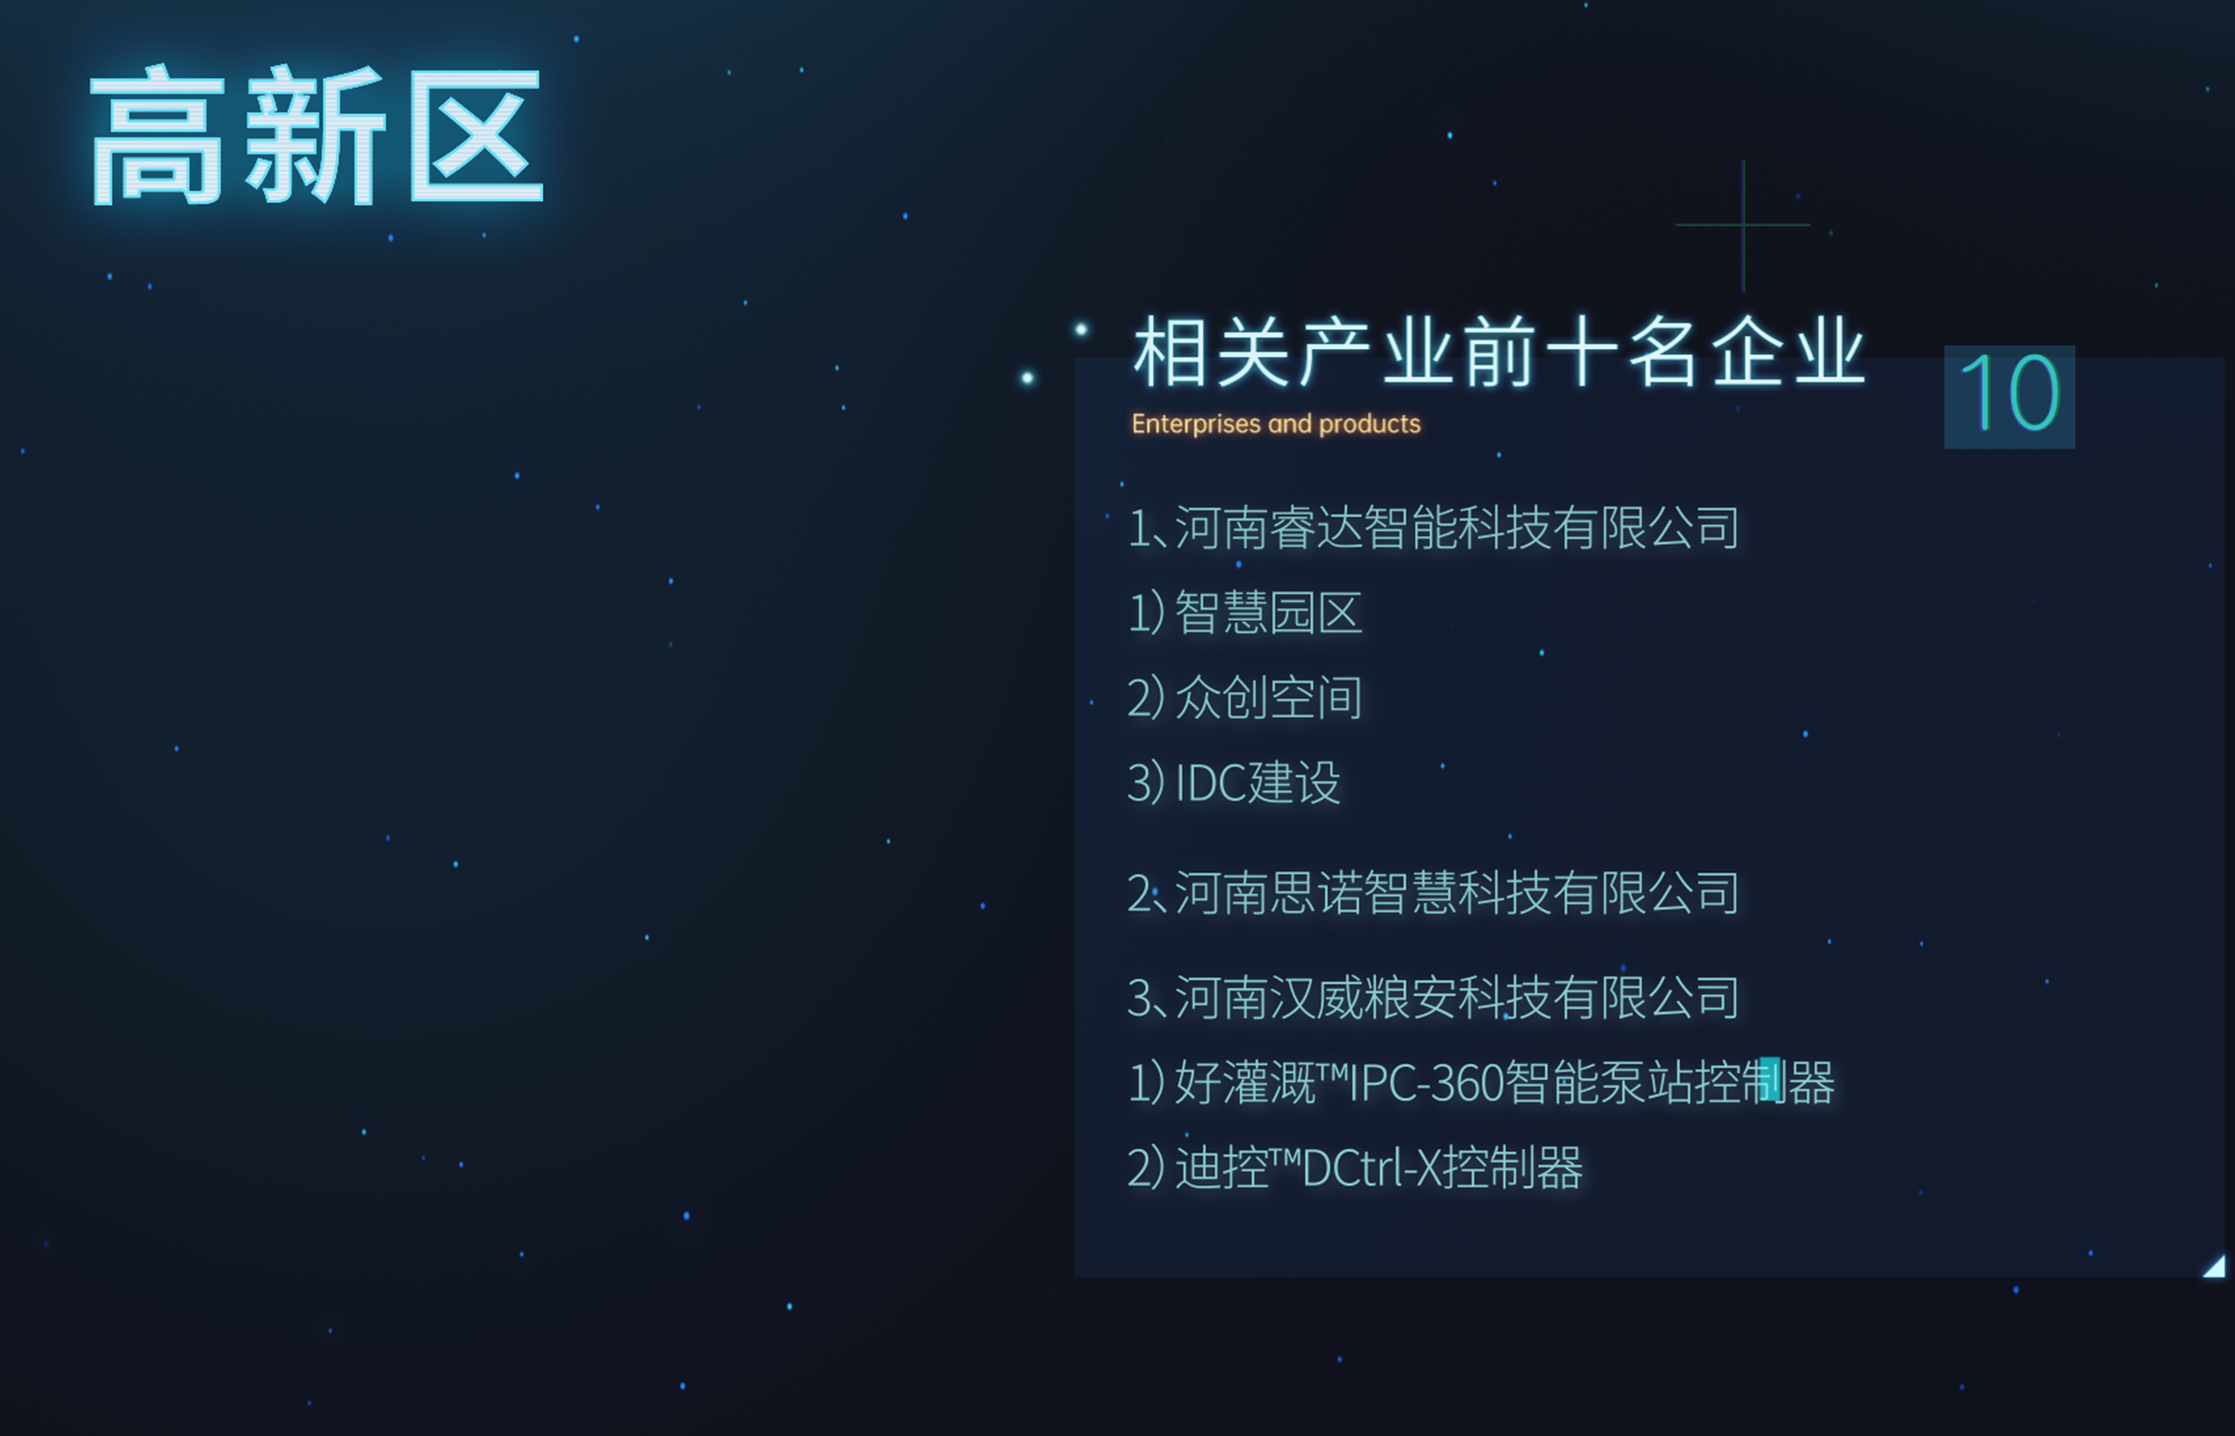 高新区
相关产业前十名企业
10
Enterprises and products
1、河南睿达智能科技有限公司
1）智慧园区
2）众创空间
3）IDC建设
2、河南思诺智慧科技有限公司
3、河南汉威粮安科技有限公司
1）好灌溉™IPC-360智能泵站控制器
2）迪控™DCtrl-X控制器